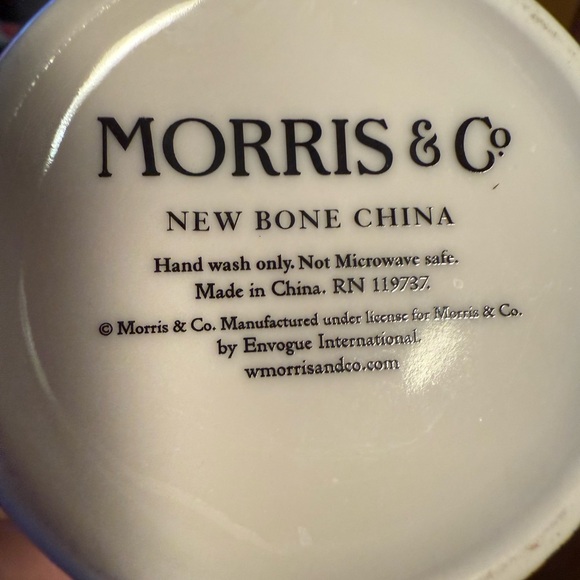 MORRIS & Co
NEW BONE CHINA
Hand wash only. Not Microwave safe.
Made in China. RN 119737.
© Morris & Co. Manufactured under license for Morris & Co.
by Envogue International.
wmorrisandco.com